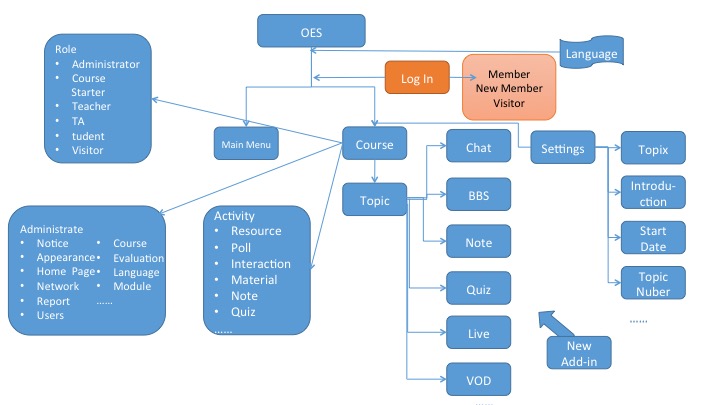 OES
Language
Log In
Member
New Member
Visitor
Role
• Administrator
• Course
Starter
• Teacher
• TA
• tudent
• Visitor
Main Menu
Course
Topic
Chat
BBS
Note
Quiz
Live
VOD
......
Settings
Topix
Introdu-
ction
Start
Date
Topic
Nuber
......
New
Add-in
Administrate
• Notice
• Appearance
• Home Page
• Network
• Report
• Users
• Course
• Evaluation
• Language
• Module
......
Activity
• Resource
• Poll
• Interaction
• Material
• Note
• Quiz
......